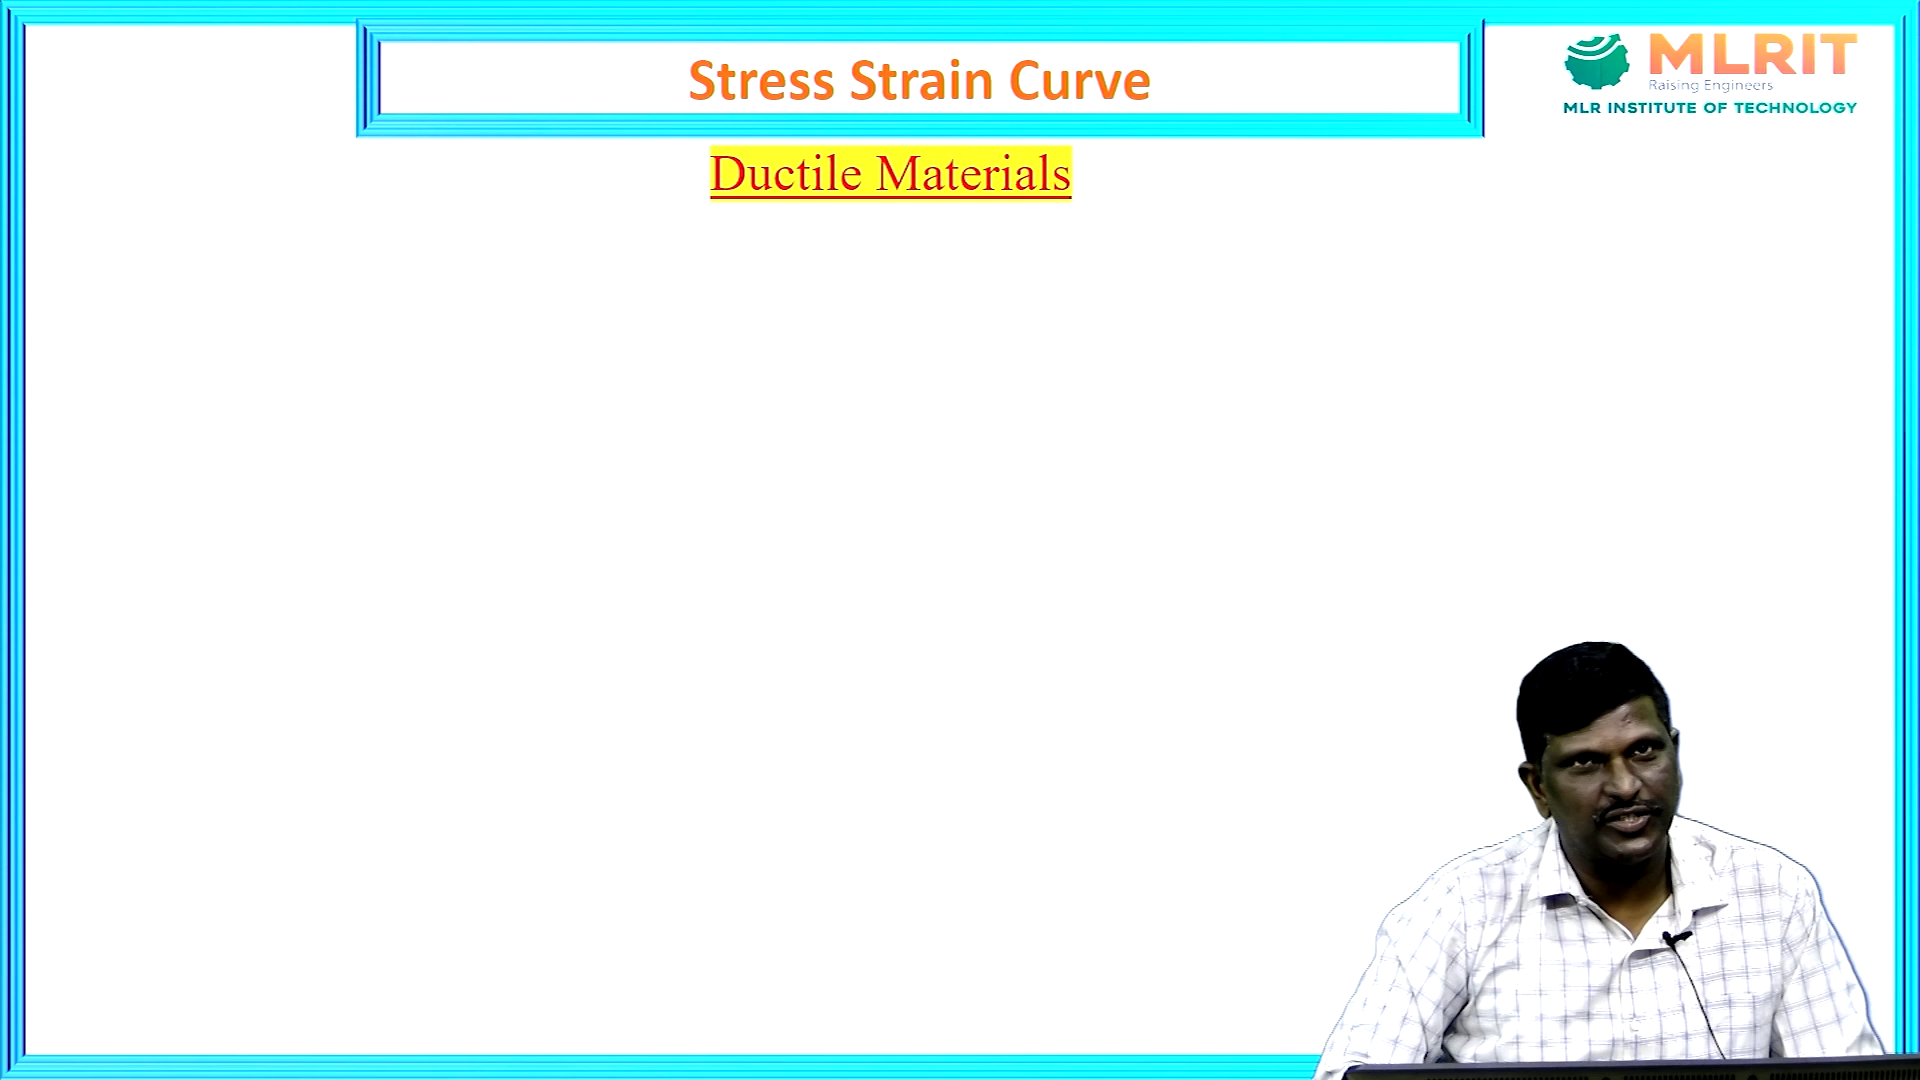 Stress Strain Curve
MLRIT
Raising Engineers
MLR INSTITUTE OF TECHNOLOGY
Ductile Materials